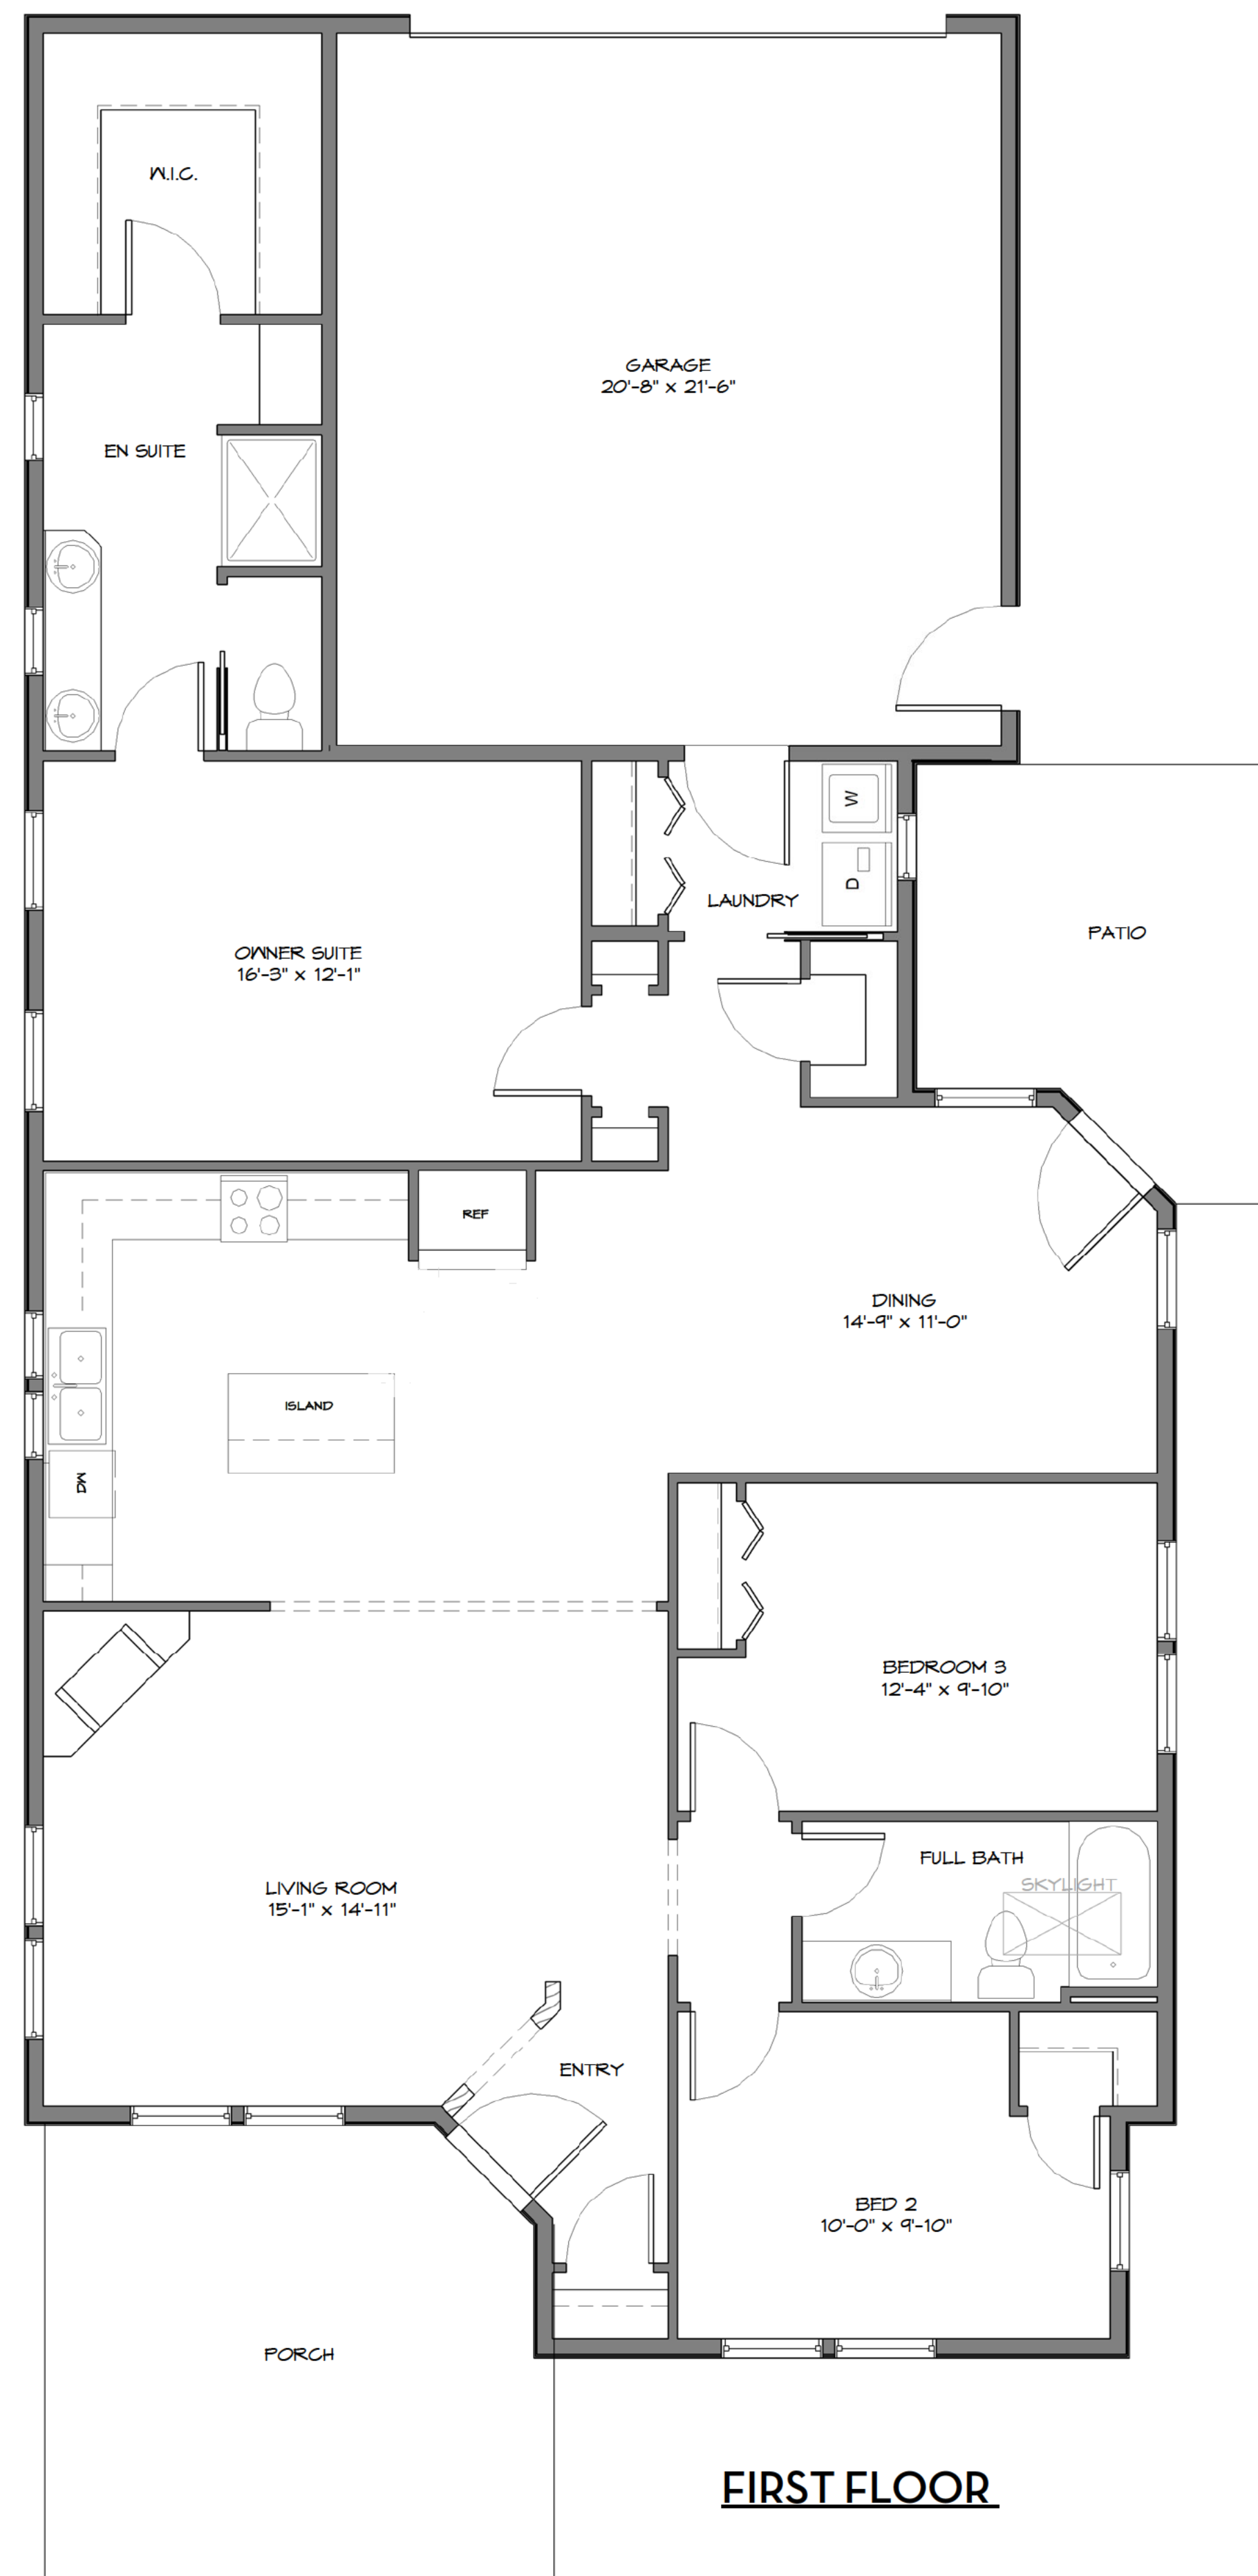 W.I.C.
GARAGE
20'-8" x 21'-6"
EN SUITE
W
D
LAUNDRY
OWNER SUITE
16'-3" x 12'-1"
PATIO
REF
DINING
14'-9" x 11'-0"
ISLAND
DW
BEDROOM 3
12'-4" x 9'-10"
FULL BATH
SKYLIGHT
LIVING ROOM
15'-1" x 14'-11"
ENTRY
BED 2
10'-0" x 9'-10"
PORCH
FIRST FLOOR